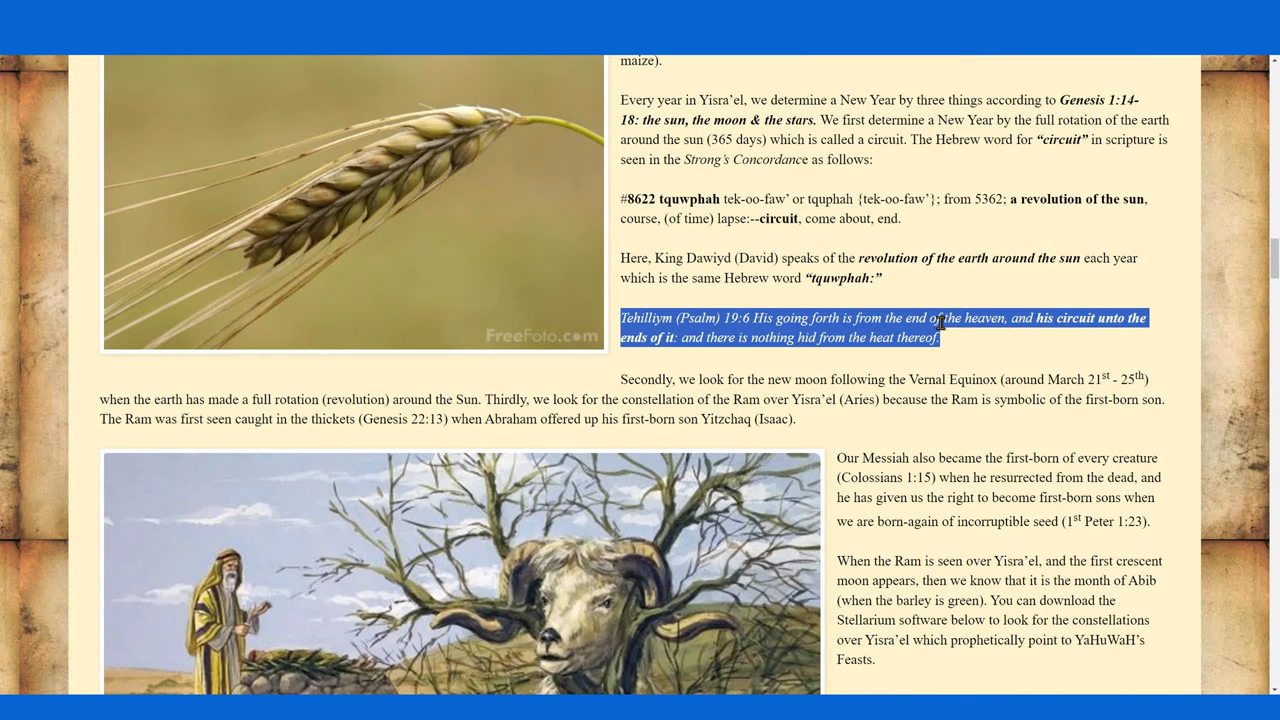 maize).
Every year in Yisra’el, we determine a New Year by three things according to Genesis 1:14-
18: the sun, the moon & the stars. We first determine a New Year by the full rotation of the earth
around the sun (365 days) which is called a circuit. The Hebrew word for “circuit” in scripture is
seen in the Strong’s Concordance as follows:
#8622 tquwphah tek-oo-faw’ or tquphah {tek-oo-faw’}; from 5362; a revolution of the sun,
course, (of time) lapse:--circuit, come about, end.
Here, King Dawiyd (David) speaks of the revolution of the earth around the sun each year
which is the same Hebrew word “tquwphah:”
FreeFoto.com
Tehilliym (Psalm) 19:6 His going forth is from the end of the heaven, and his circuit unto the
ends of it: and there is nothing hid from the heat thereof.
Secondly, we look for the new moon following the Vernal Equinox (around March 21st - 25th)
when the earth has made a full rotation (revolution) around the Sun. Thirdly, we look for the constellation of the Ram over Yisra’el (Aries) because the Ram is symbolic of the first-born son.
The Ram was first seen caught in the thickets (Genesis 22:13) when Abraham offered up his first-born son Yitzchaq (Isaac).
Our Messiah also became the first-born of every creature
(Colossians 1:15) when he resurrected from the dead, and
he has given us the right to become first-born sons when
we are born-again of incorruptible seed (1st Peter 1:23).
When the Ram is seen over Yisra’el, and the first crescent
moon appears, then we know that it is the month of Abib
(when the barley is green). You can download the
Stellarium software below to look for the constellations
over Yisra’el which prophetically point to YaHuWaH’s
Feasts.